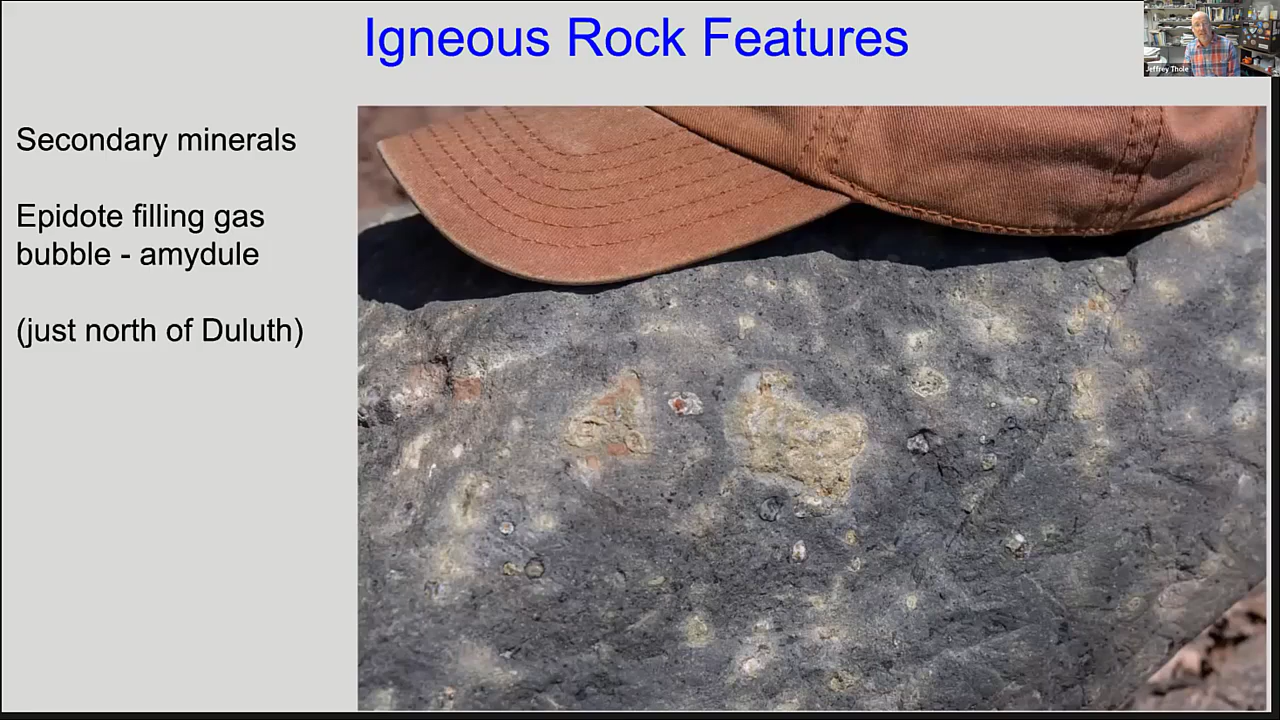 Igneous Rock Features
Jeffrey Thole
Secondary minerals
Epidote filling gas
bubble - amydule
(just north of Duluth)